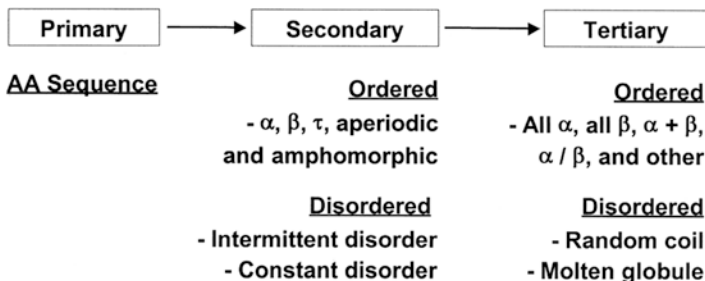 Primary
Secondary
Tertiary
AA Sequence
Ordered
- α, β, τ, aperiodic
and amphomorphic
Disordered
- Intermittent disorder
- Constant disorder
Ordered
- All α, all β, α + β,
α / β, and other
Disordered
- Random coil
- Molten globule